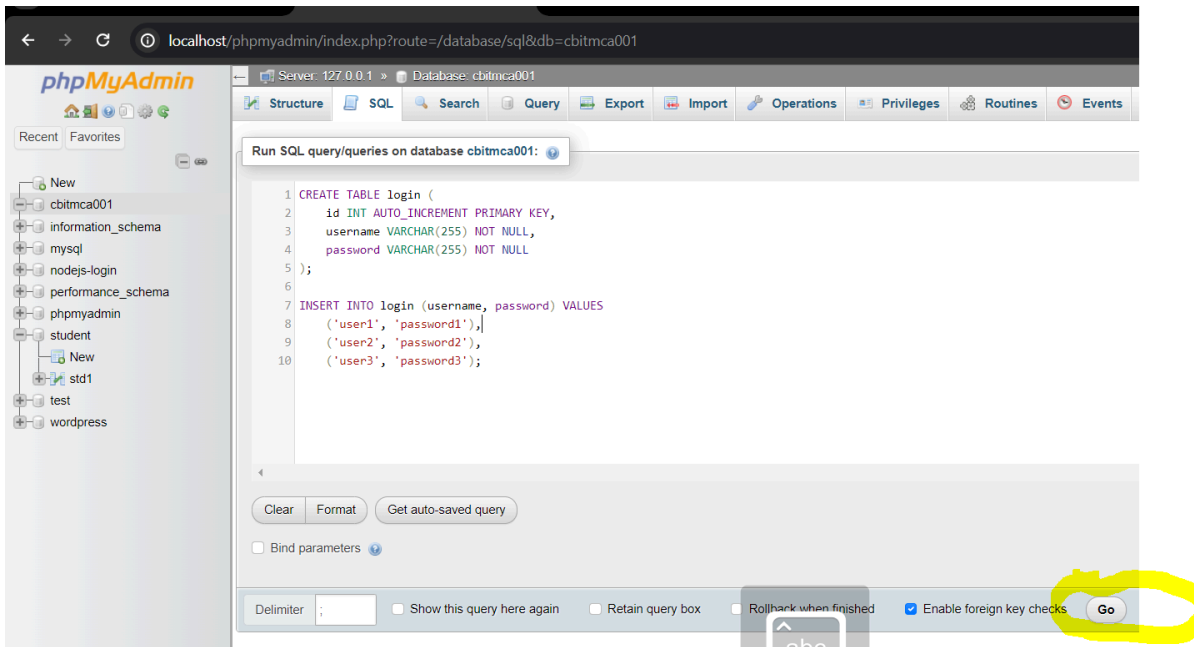 localhost/phpmyadmin/index.php?route=/database/sql&db=cbitmca001
phpMyAdmin
Recent Favorites
New
cbitmca001
information_schema
mysql
nodejs-login
performance_schema
phpmyadmin
student
New
std1
test
wordpress
Server: 127.0.0.1 » Database: cbitmca001
Structure SQL Search Query Export Import Operations Privileges Routines Events
Run SQL query/queries on database cbitmca001:
1 CREATE TABLE login (
2 id INT AUTO_INCREMENT PRIMARY KEY,
3 username VARCHAR(255) NOT NULL,
4 password VARCHAR(255) NOT NULL
5 );
6
7 INSERT INTO login (username, password) VALUES
8 ('user1', 'password1'),
9 ('user2', 'password2'),
10 ('user3', 'password3');
Clear Format Get auto-saved query
Bind parameters
Delimiter ; Show this query here again Retain query box Rollback when finished Enable foreign key checks Go